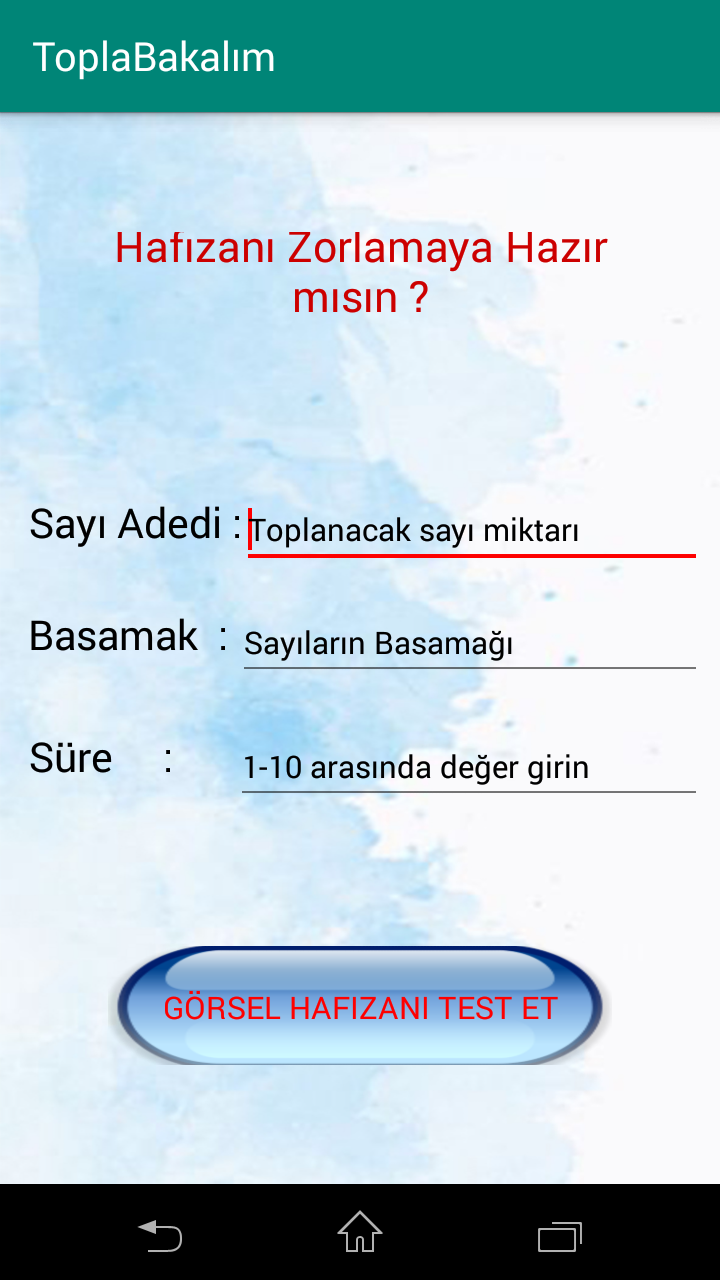 ToplaBakalım
Hafızanı Zorlamaya Hazır
mısın ?
Sayı Adedi : Toplanacak sayı miktarı
Basamak : Sayıların Basamağı
Süre : 1-10 arasında değer girin
GÖRSEL HAFIZANI TEST ET